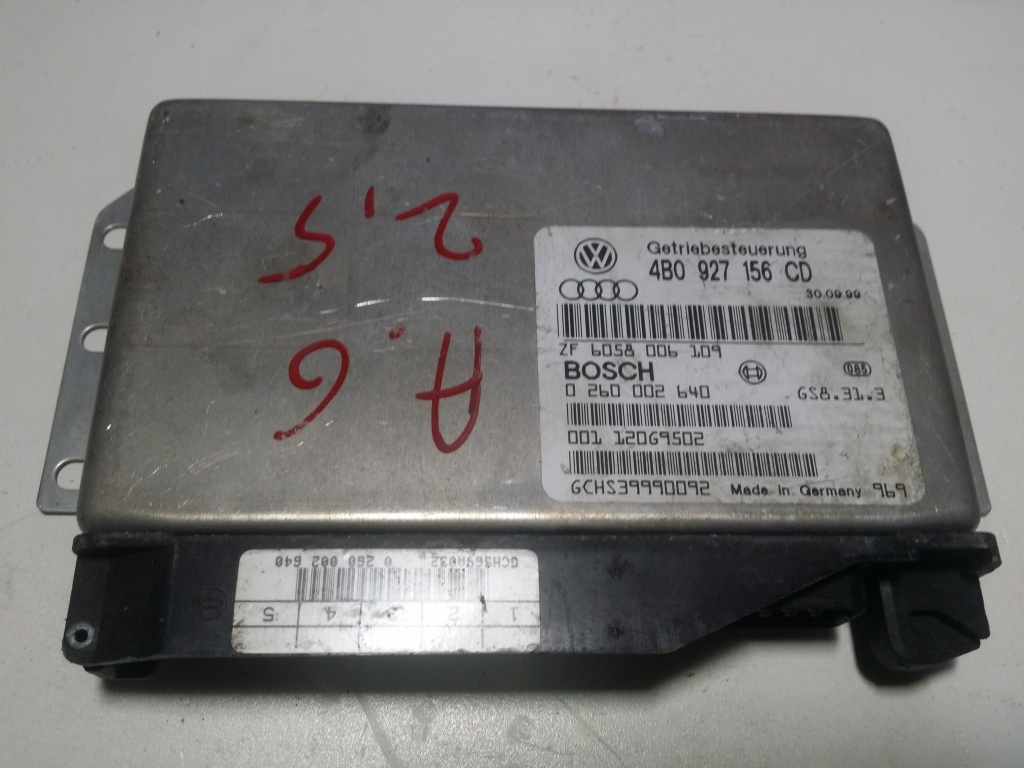 A.6
2.5
Getriebesteuerung
4B0 927 156 CD
30.09.99
ZF 6058 006 109
BOSCH
085
0 260 002 640 GS8.31.3
001 12069502
GCHS39990092 Made in Germany 969
1 2 3 4 5
0 260 002 640